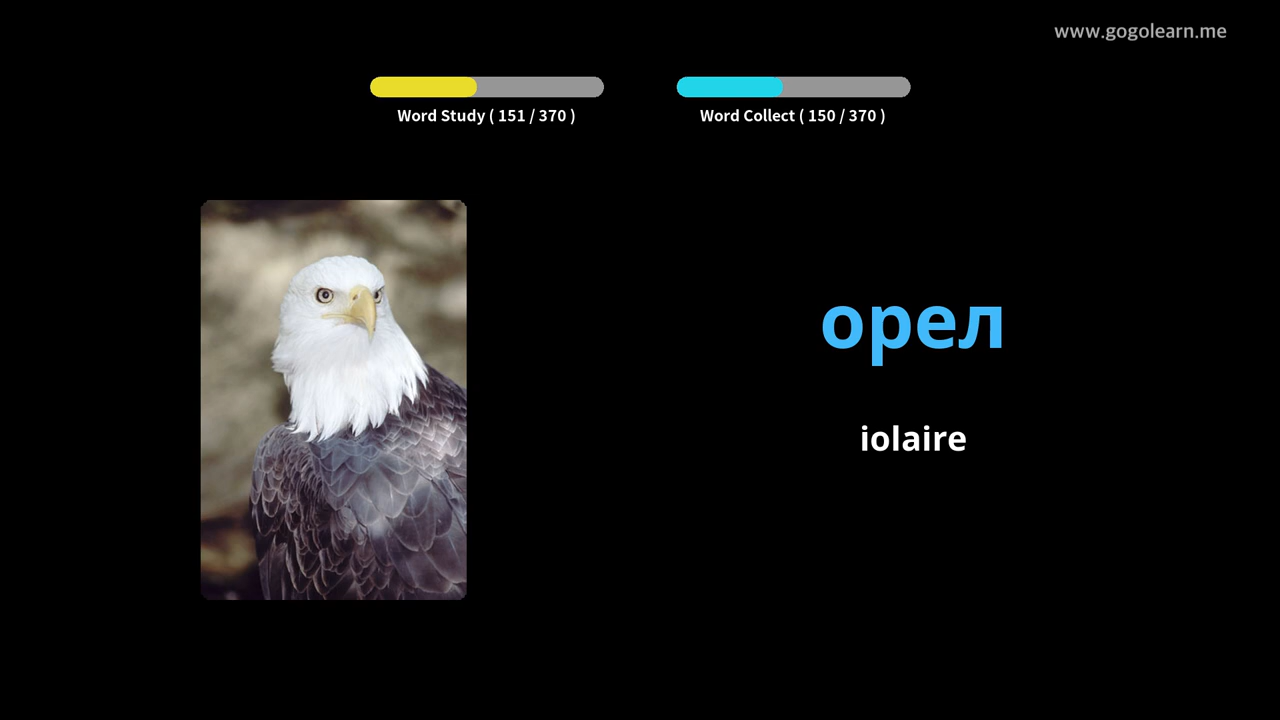 www.gogolearn.me
Word Study ( 151 / 370 )
Word Collect ( 150 / 370 )
орел
iolaire